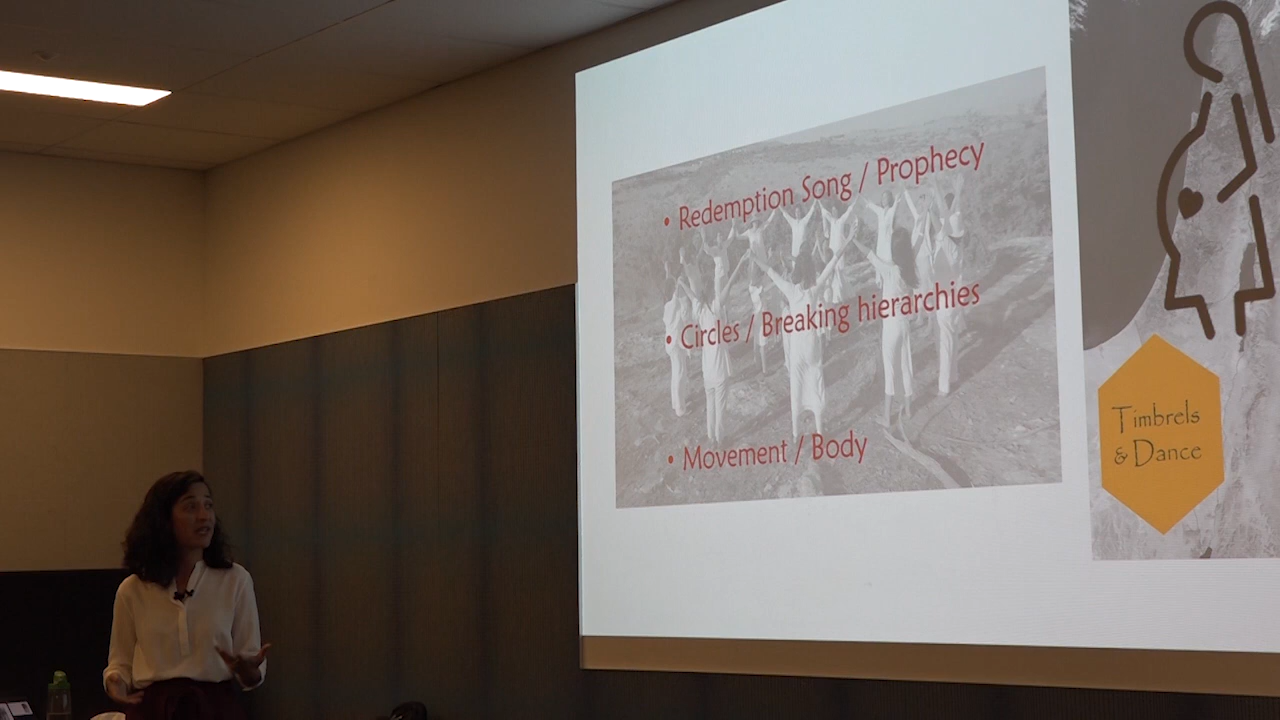 • Redemption Song / Prophecy
• Circles / Breaking hierarchies
• Movement / Body
Timbrels
& Dance